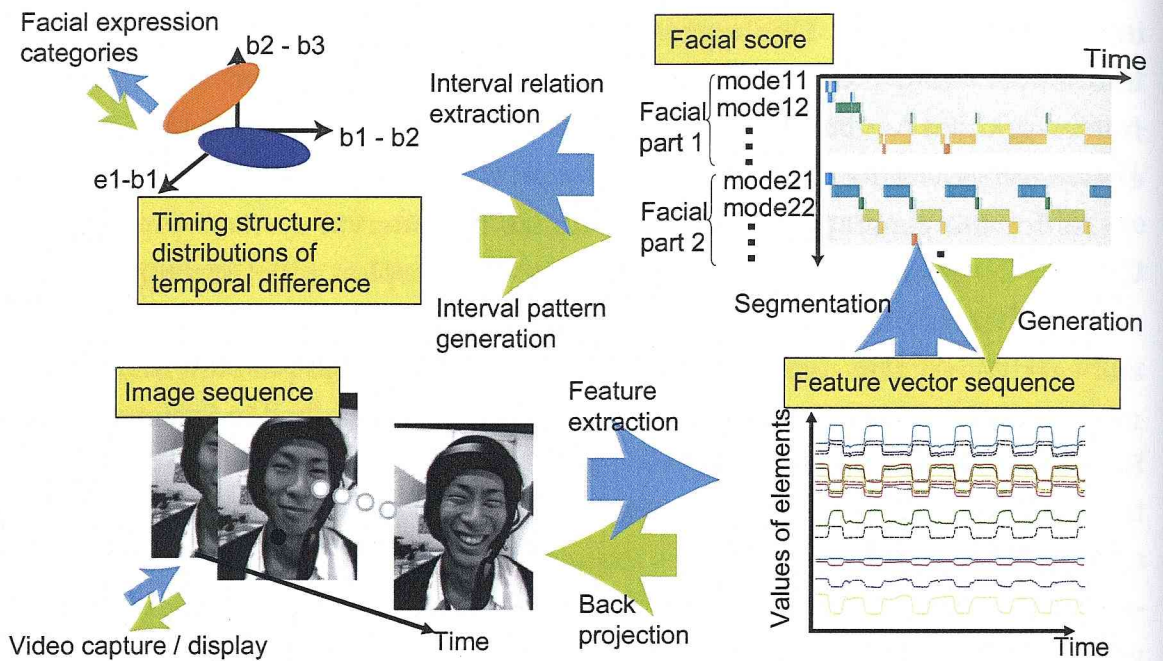 Facial expression
categories
b2 - b3
b1 - b2
e1-b1
Timing structure:
distributions of
temporal difference
Interval relation
extraction
Interval pattern
generation
Facial score
Time
Facial
part 1
mode11
mode12
Facial
part 2
mode21
mode22
Segmentation
Generation
Image sequence
Feature
extraction
Feature vector sequence
Values of elements
Time
Back
projection
Time
Video capture / display